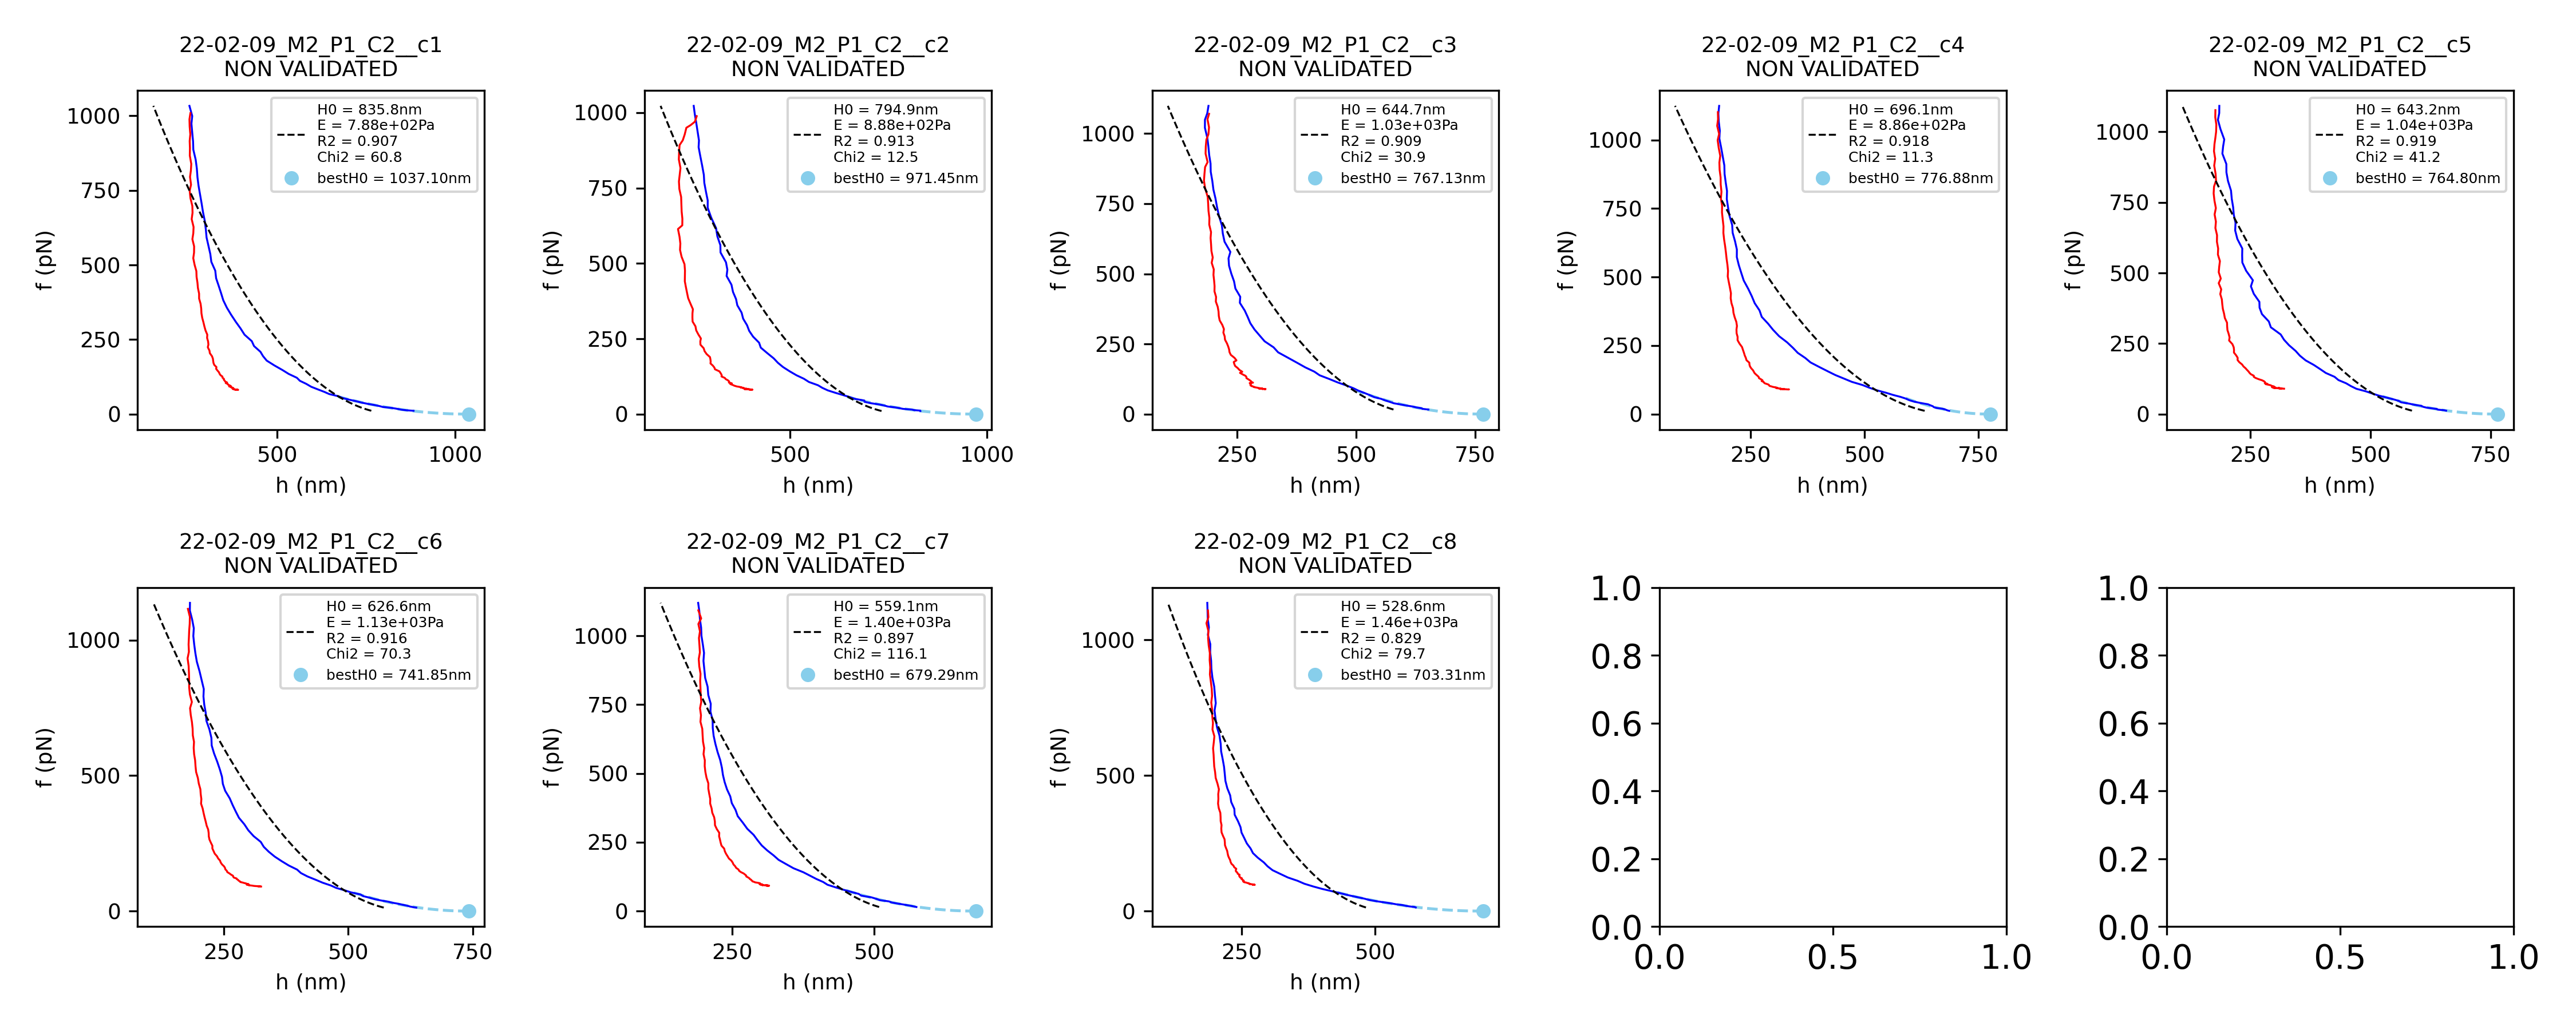 22-02-09_M2_P1_C2__c1
NON VALIDATED
H0 = 835.8nm
E = 7.88e+02Pa
R2 = 0.907
Chi2 = 60.8
bestH0 = 1037.10nm
1000
750
500
250
0
f (pN)
500
1000
h (nm)
22-02-09_M2_P1_C2__c2
NON VALIDATED
H0 = 794.9nm
E = 8.88e+02Pa
R2 = 0.913
Chi2 = 12.5
bestH0 = 971.45nm
1000
750
500
250
0
f (pN)
500
1000
h (nm)
22-02-09_M2_P1_C2__c3
NON VALIDATED
H0 = 644.7nm
E = 1.03e+03Pa
R2 = 0.909
Chi2 = 30.9
bestH0 = 767.13nm
1000
750
500
250
0
f (pN)
250
500
750
h (nm)
22-02-09_M2_P1_C2__c4
NON VALIDATED
H0 = 696.1nm
E = 8.86e+02Pa
R2 = 0.918
Chi2 = 11.3
bestH0 = 776.88nm
1000
750
500
250
0
f (pN)
250
500
750
h (nm)
22-02-09_M2_P1_C2__c5
NON VALIDATED
H0 = 643.2nm
E = 1.04e+03Pa
R2 = 0.919
Chi2 = 41.2
bestH0 = 764.80nm
1000
750
500
250
0
f (pN)
250
500
750
h (nm)
22-02-09_M2_P1_C2__c6
NON VALIDATED
H0 = 626.6nm
E = 1.13e+03Pa
R2 = 0.916
Chi2 = 70.3
bestH0 = 741.85nm
1000
500
0
f (pN)
250
500
750
h (nm)
22-02-09_M2_P1_C2__c7
NON VALIDATED
H0 = 559.1nm
E = 1.40e+03Pa
R2 = 0.897
Chi2 = 116.1
bestH0 = 679.29nm
1000
750
500
250
0
f (pN)
250
500
h (nm)
22-02-09_M2_P1_C2__c8
NON VALIDATED
H0 = 528.6nm
E = 1.46e+03Pa
R2 = 0.829
Chi2 = 79.7
bestH0 = 703.31nm
1000
500
0
f (pN)
250
500
h (nm)
1.0
0.8
0.6
0.4
0.2
0.0
0.0
0.5
1.0
1.0
0.8
0.6
0.4
0.2
0.0
0.0
0.5
1.0